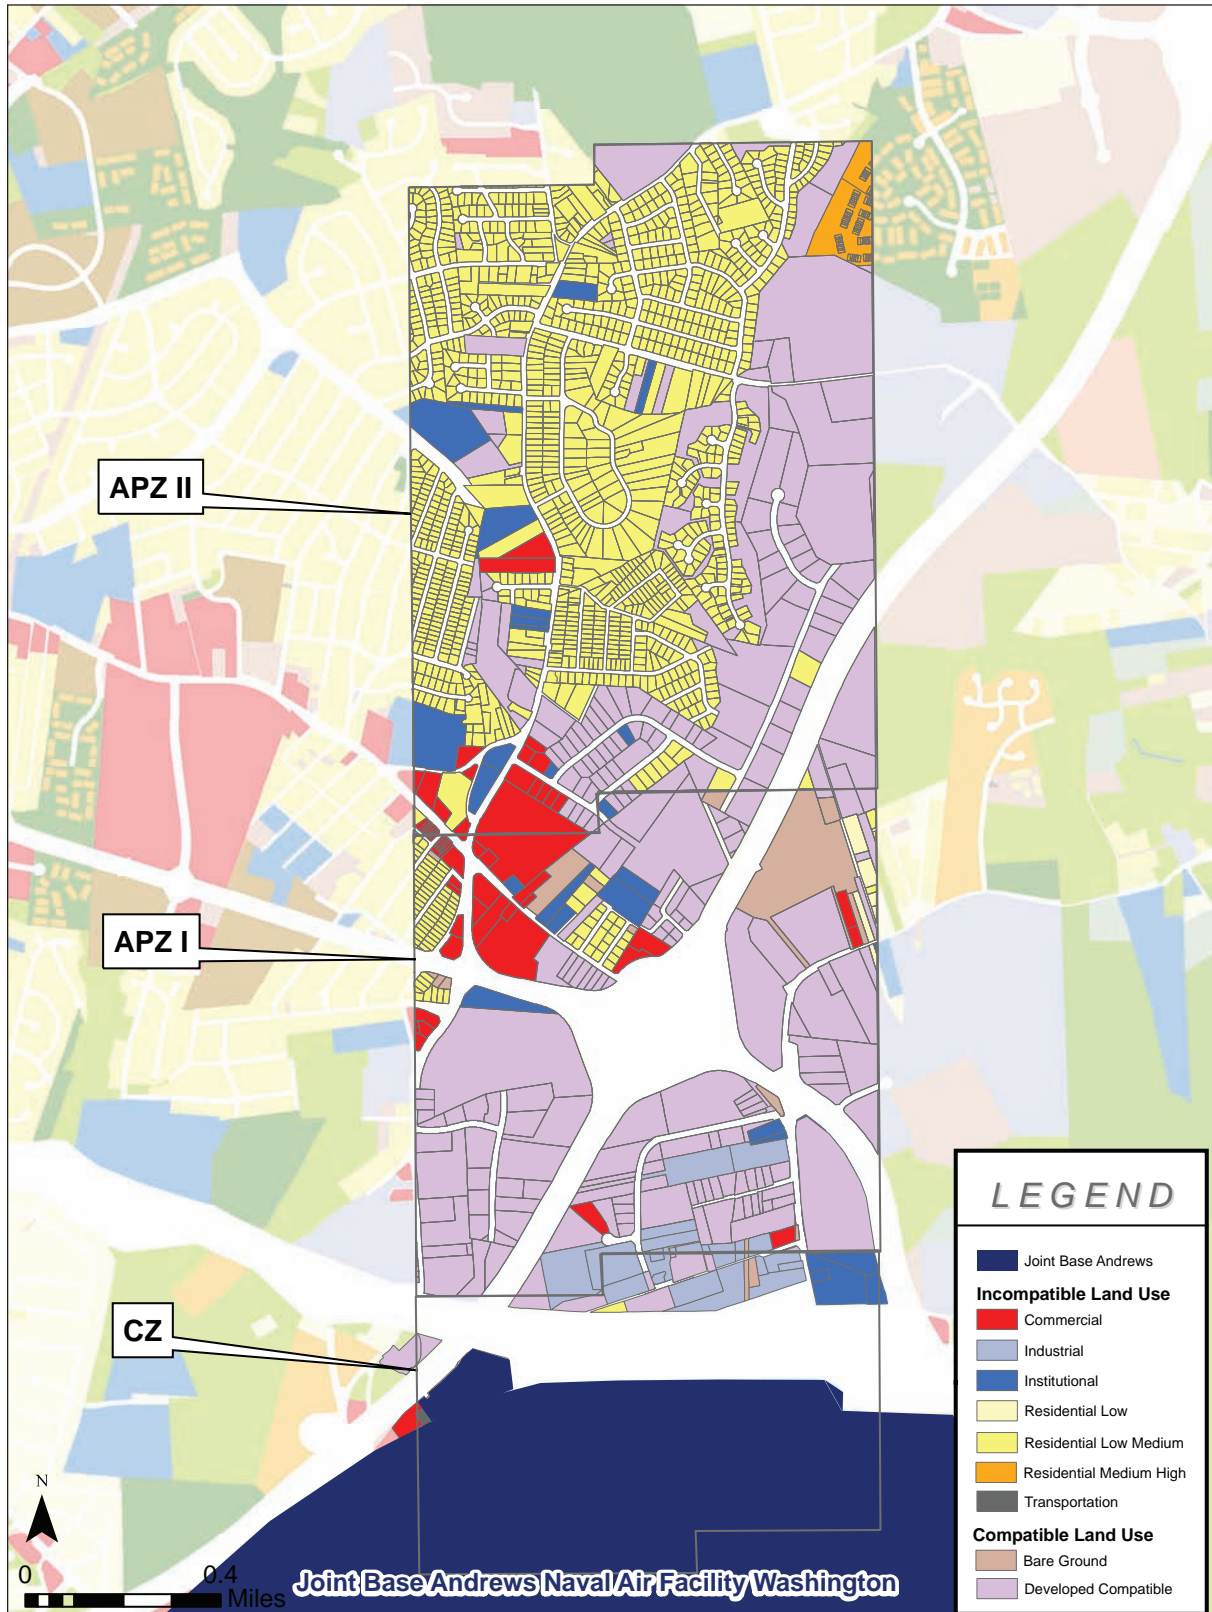 APZ II
APZ I
CZ
LEGEND
Joint Base Andrews
Incompatible Land Use
Commercial
Industrial
Institutional
Residential Low
Residential Low Medium
Residential Medium High
Transportation
Compatible Land Use
Bare Ground
Developed Compatible
N
0 0.4
Miles
Joint Base Andrews Naval Air Facility Washington